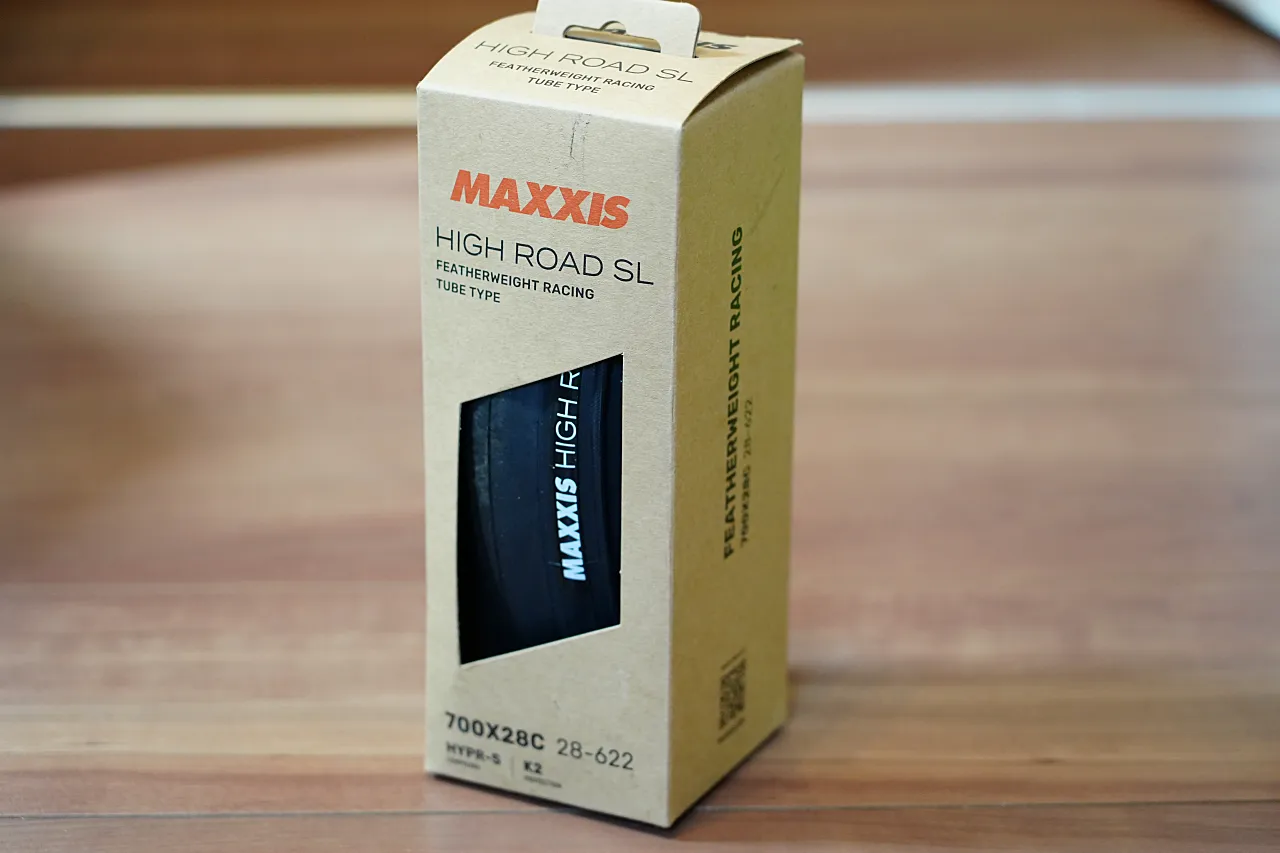 HIGH ROAD SL
FEATHERWEIGHT RACING
TUBE TYPE
MAXXIS
HIGH ROAD SL
FEATHERWEIGHT RACING
TUBE TYPE
MAXXIS HIGH R
700X28C 28-622
HYPR-S K2
FEATHERWEIGHT RACING
700X28C 28-622